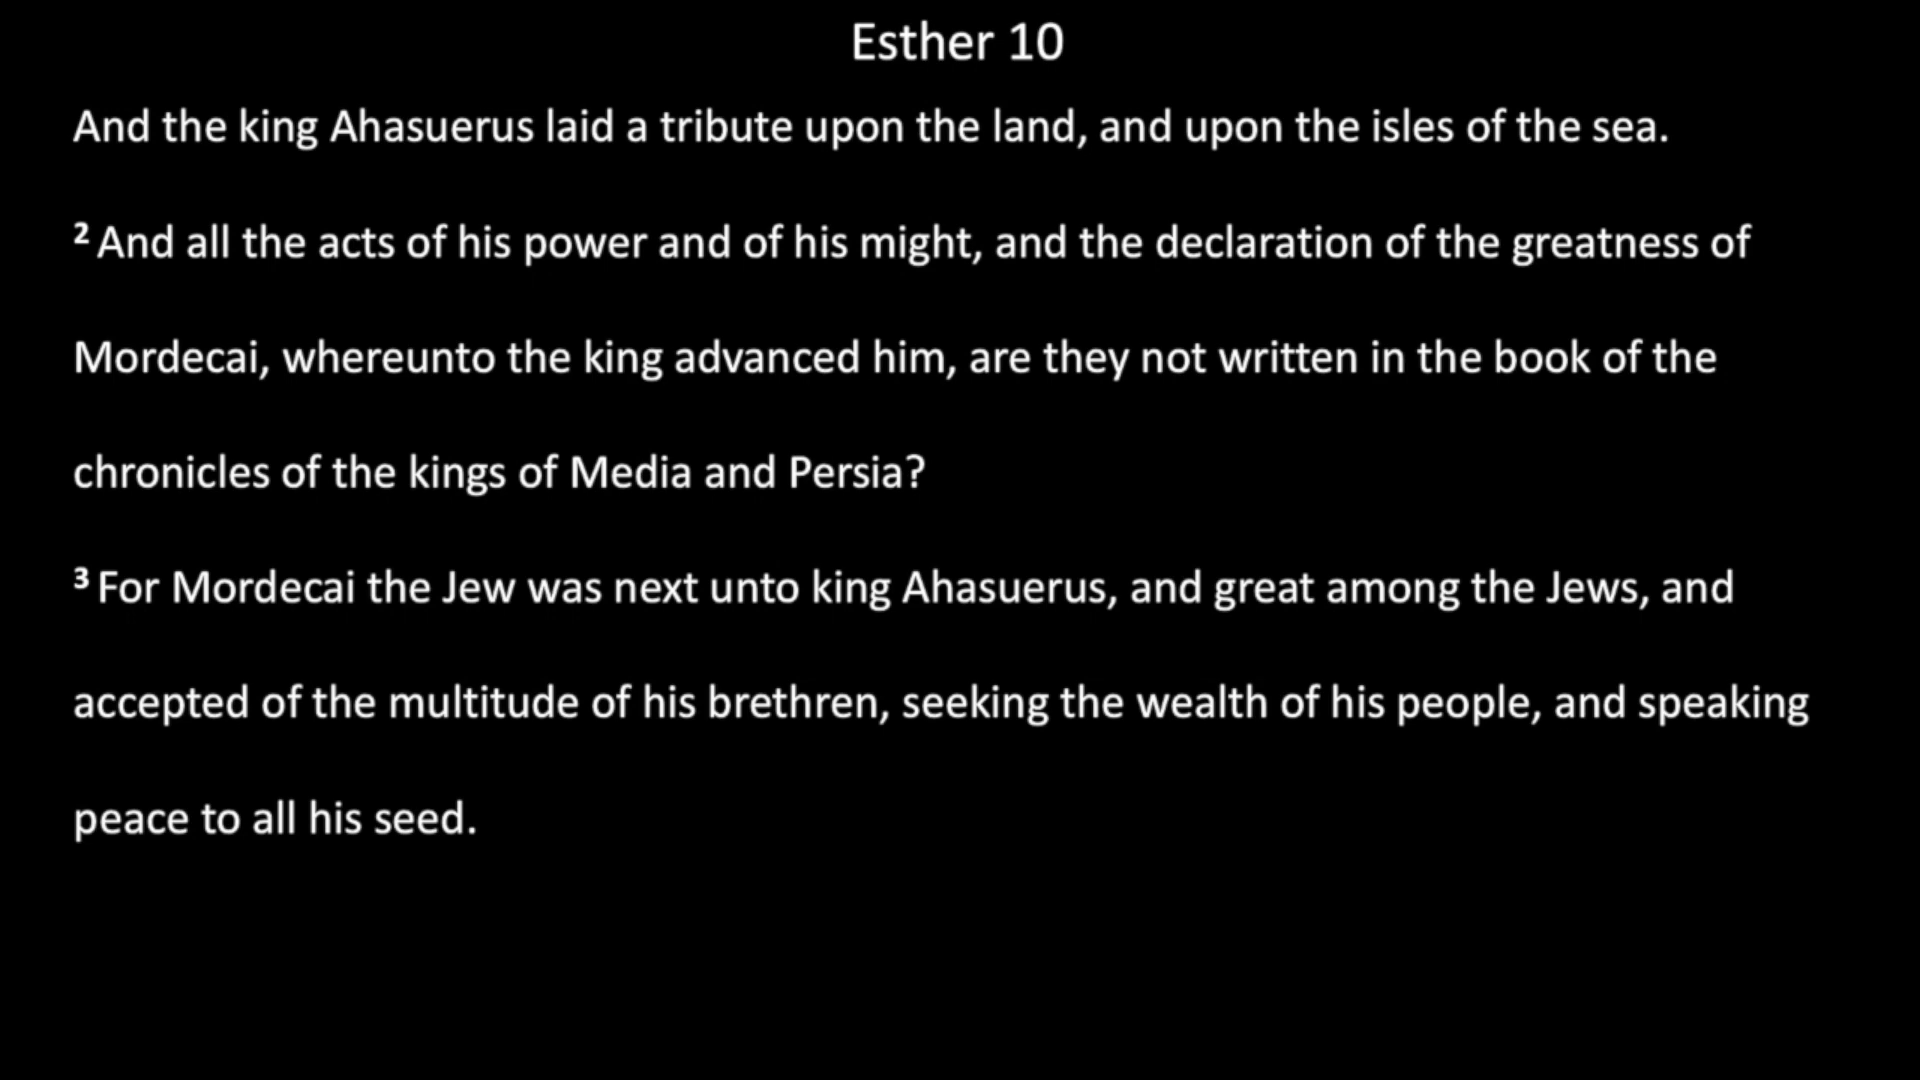 Esther 10
And the king Ahasuerus laid a tribute upon the land, and upon the isles of the sea.
2 And all the acts of his power and of his might, and the declaration of the greatness of
Mordecai, whereunto the king advanced him, are they not written in the book of the
chronicles of the kings of Media and Persia?
3 For Mordecai the Jew was next unto king Ahasuerus, and great among the Jews, and
accepted of the multitude of his brethren, seeking the wealth of his people, and speaking
peace to all his seed.